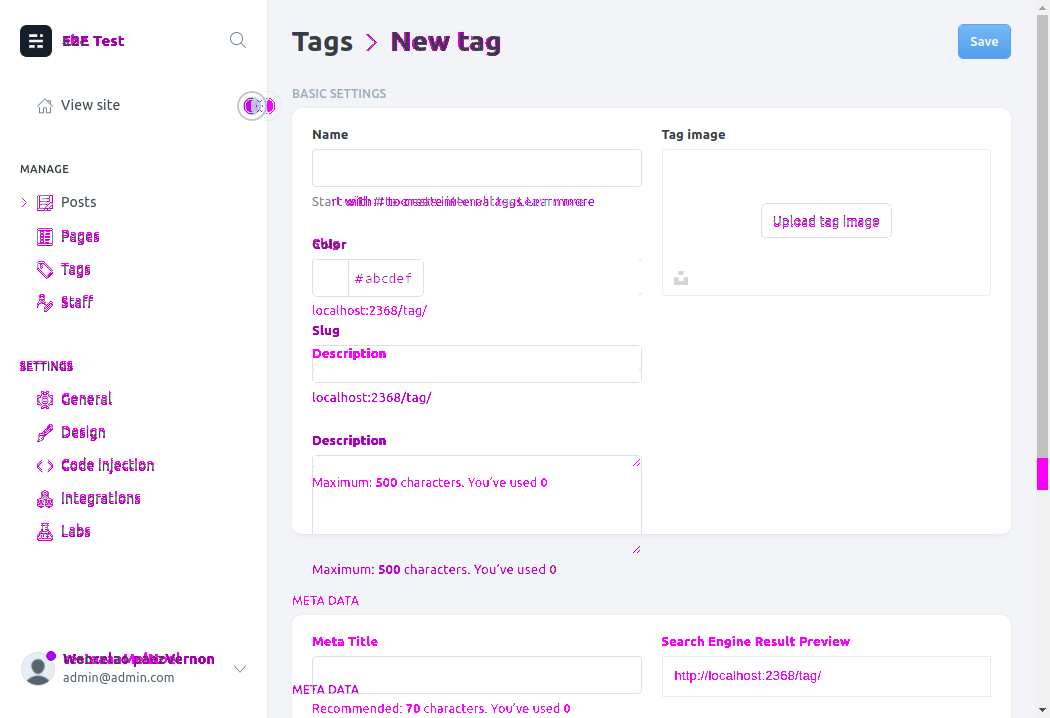 Test
View site
MANAGE
Posts
Pages
Tags
Staff
SETTINGS
General
Design
Code injection
Integrations
Labs
Vernon
admin@admin.com
Tags > New tag
Save
BASIC SETTINGS
Name
Start with # to create internal tags Learn more
Color
#abcdef
localhost:2368/tag/
Slug
Description
localhost:2368/tag/
Description
Maximum: 500 characters. You've used 0
Maximum: 500 characters. You've used 0
Tag image
Upload tag image
META DATA
Meta Title
META DATA
Recommended: 70 characters. You've used 0
Search Engine Result Preview
http://localhost:2368/tag/